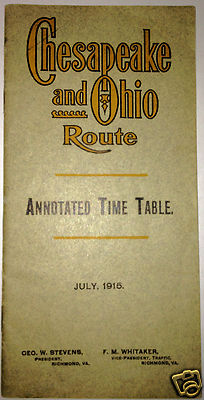 Chesapeake
and Ohio
Route
ANNOTATED TIME TABLE.
JULY, 1915.
GEO. W. STEVENS,
PRESIDENT,
RICHMOND, VA.
F. M. WHITAKER,
VICE-PRESIDENT, TRAFFIC,
RICHMOND, VA.